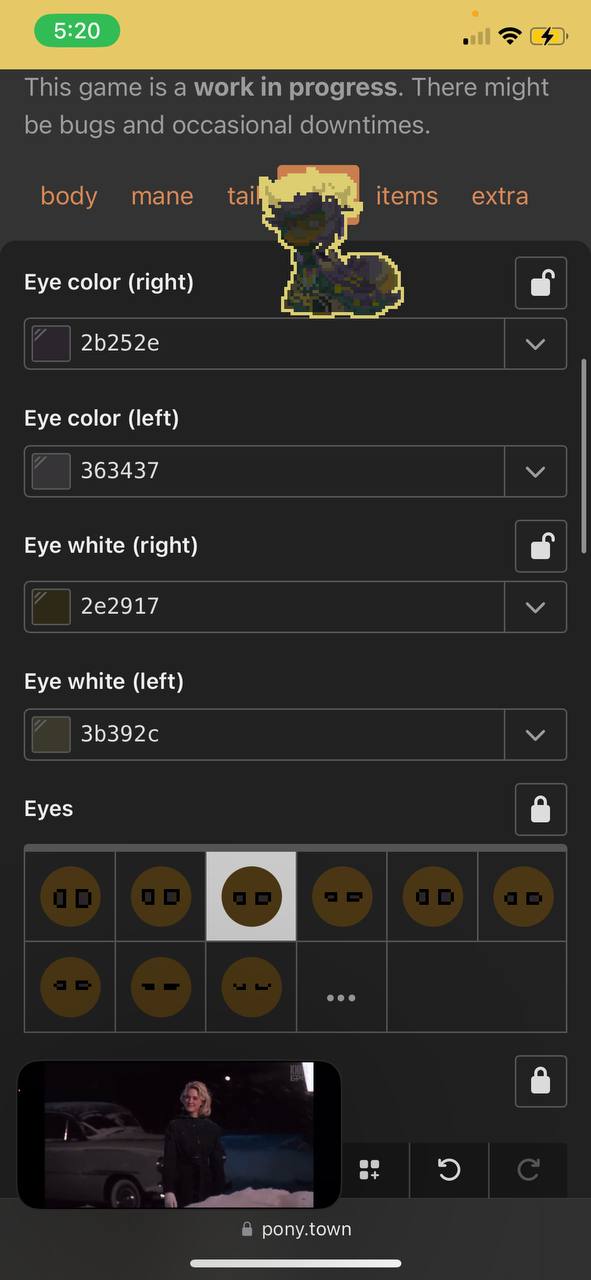 5:20
This game is a work in progress. There might
be bugs and occasional downtimes.
body mane tail items extra
Eye color (right)
2b252e
Eye color (left)
363437
Eye white (right)
2e2917
Eye white (left)
3b392c
Eyes
pony.town